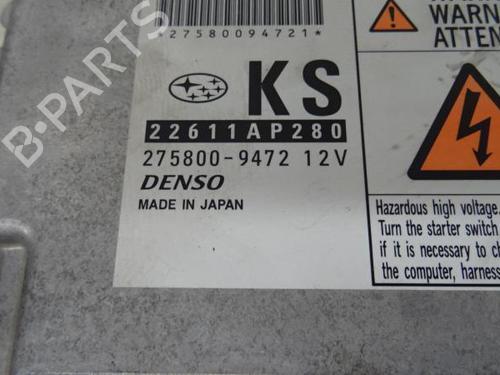 27580094721*
WARN
ATTEN
KS
22611AP280
275800-9472 12V
DENSO
MADE IN JAPAN
Hazardous high voltage.
Turn the starter switch
if it is necessary to ch
the computer, harness
B-PARTS